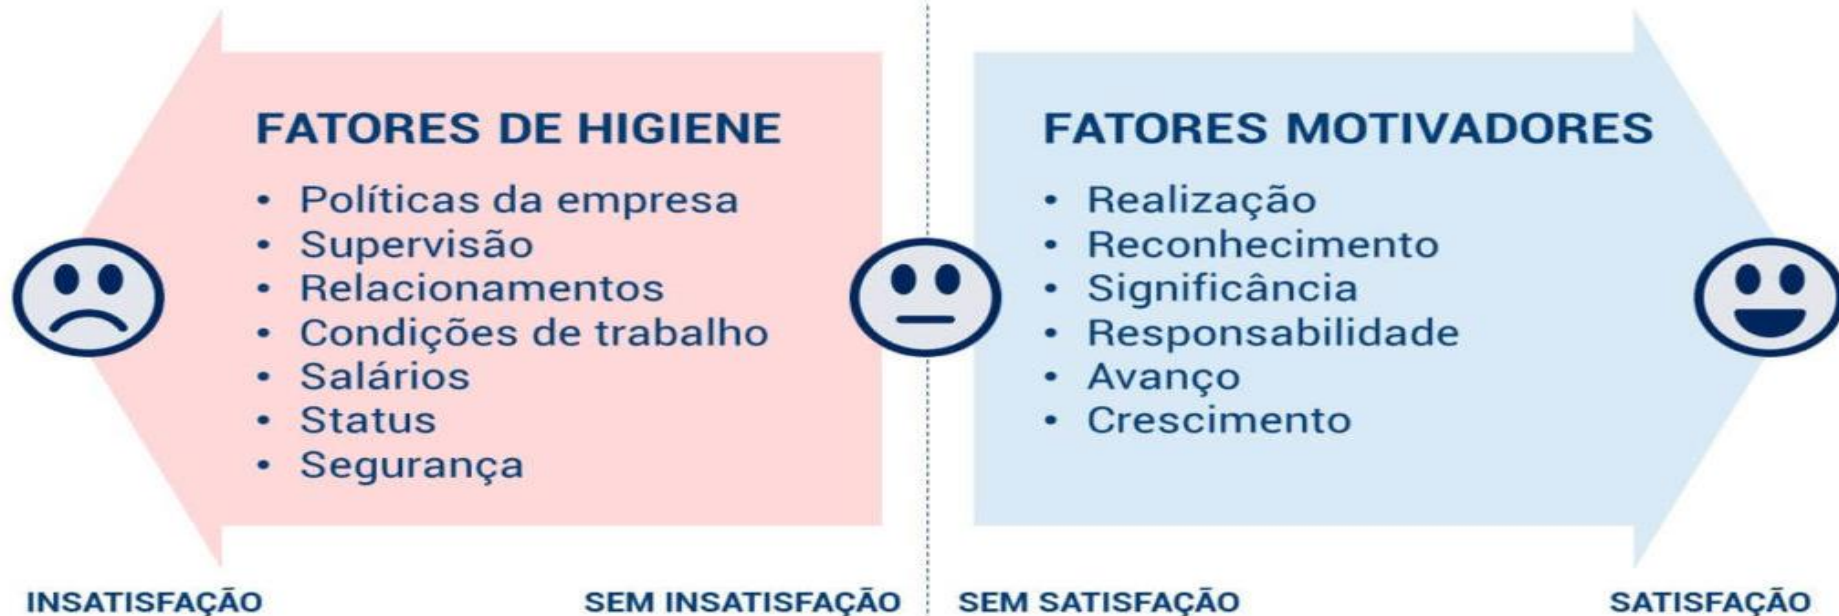 FATORES DE HIGIENE
• Políticas da empresa
• Supervisão
• Relacionamentos
• Condições de trabalho
• Salários
• Status
• Segurança
FATORES MOTIVADORES
• Realização
• Reconhecimento
• Significância
• Responsabilidade
• Avanço
• Crescimento
INSATISFAÇÃO
SEM INSATISFAÇÃO
SEM SATISFAÇÃO
SATISFAÇÃO